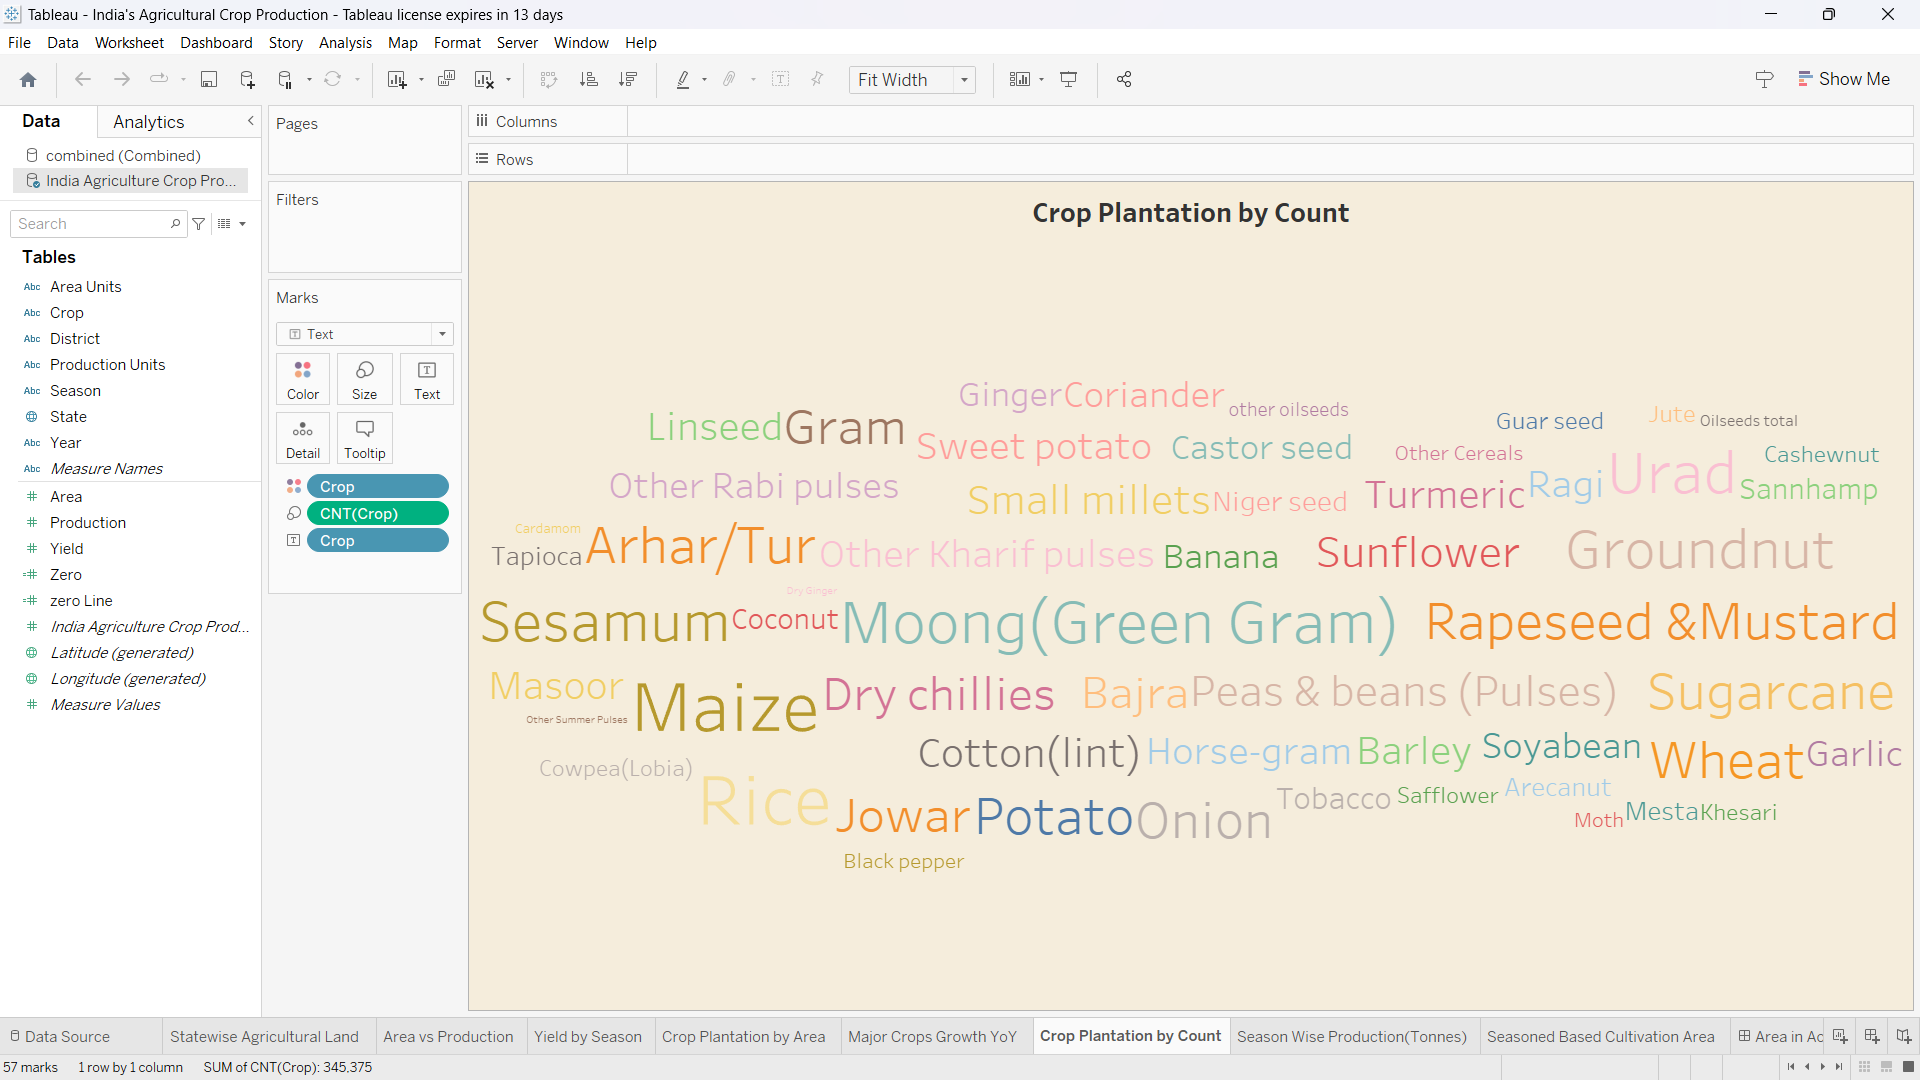 Tableau - India's Agricultural Crop Production - Tableau license expires in 13 days
File Data Worksheet Dashboard Story Analysis Map Format Server Window Help
Fit Width
Show Me
Data Analytics
combined (Combined)
India Agriculture Crop Pro...
Search
Tables
Abc Area Units
Abc Crop
Abc District
Abc Production Units
Abc Season
State
Abc Year
Abc Measure Names
# Area
# Production
# Yield
=# Zero
=# zero Line
# India Agriculture Crop Prod...
Latitude (generated)
Longitude (generated)
# Measure Values
Pages
Filters
Marks
T Text
Color Size Text
Detail Tooltip
Crop
CNT(Crop)
Crop
Columns
Rows
Crop Plantation by Count
Ginger Coriander other oilseeds
Linseed Gram Guar seed Jute Oilseeds total
Sweet potato Castor seed Other Cereals Cashewnut
Other Rabi pulses Small millets Niger seed Turmeric Ragi Urad Sannhamp
Cardamom
Tapioca Arhar/Tur Other Kharif pulses Banana Sunflower Groundnut
Dry Ginger
Sesamum Coconut Moong(Green Gram) Rapeseed &Mustard
Masoor Maize Dry chillies Bajra Peas & beans (Pulses) Sugarcane
Other Summer Pulses
Cowpea(Lobia) Cotton(lint) Horse-gram Barley Soyabean Wheat Garlic
Rice Jowar Potato Onion Tobacco Safflower Arecanut
Moth Mesta Khesari
Black pepper
Data Source Statewise Agricultural Land Area vs Production Yield by Season Crop Plantation by Area Major Crops Growth YoY Crop Plantation by Count Season Wise Production(Tonnes) Seasoned Based Cultivation Area Area in Ac
57 marks 1 row by 1 column SUM of CNT(Crop): 345,375